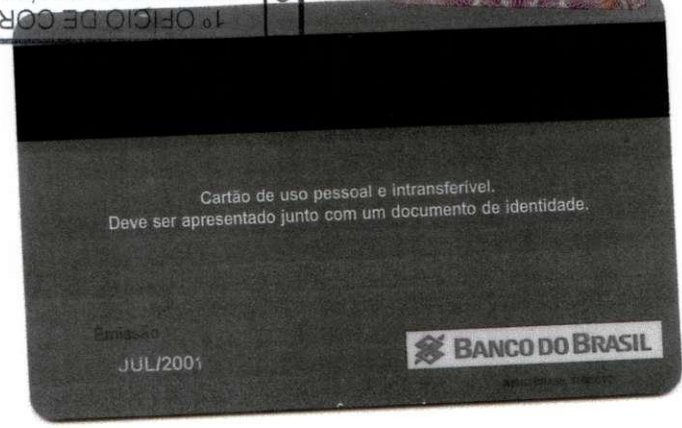 1º OFÍCIO DE COR
Cartão de uso pessoal e intransferível.
Deve ser apresentado junto com um documento de identidade.
Emissão
JUL/2001
BANCO DO BRASIL